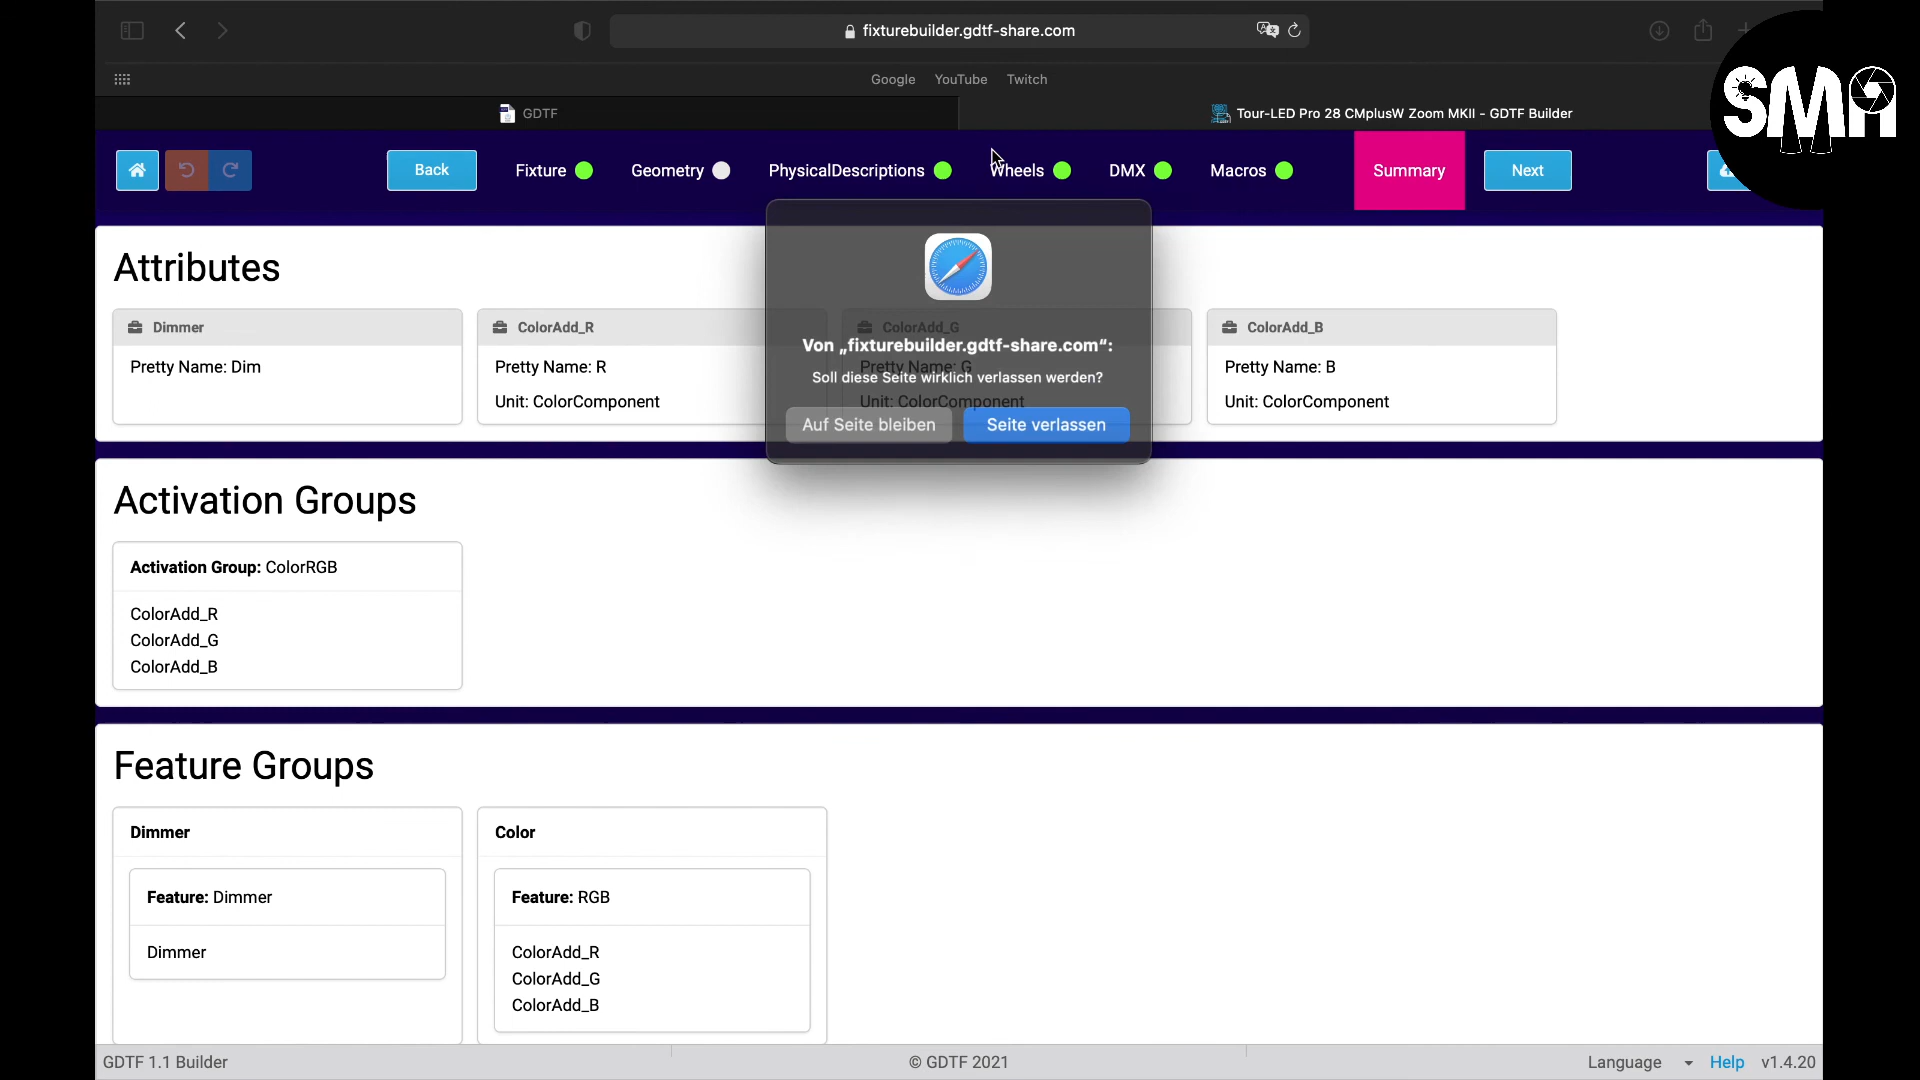 fixturebuilder.gdtf-share.com
Google YouTube Twitch
GDTF
Tour-LED Pro 28 CMplusW Zoom MKII - GDTF Builder
SMH
Back
Fixture
Geometry
PhysicalDescriptions
Wheels
DMX
Macros
Summary
Next
Attributes
Dimmer
Pretty Name: Dim
ColorAdd_R
Pretty Name: R
Unit: ColorComponent
ColorAdd_G
Pretty Name: G
Unit: ColorComponent
ColorAdd_B
Pretty Name: B
Unit: ColorComponent
Von „fixturebuilder.gdtf-share.com“:
Soll diese Seite wirklich verlassen werden?
Auf Seite bleiben
Seite verlassen
Activation Groups
Activation Group: ColorRGB
ColorAdd_R
ColorAdd_G
ColorAdd_B
Feature Groups
Dimmer
Feature: Dimmer
Dimmer
Color
Feature: RGB
ColorAdd_R
ColorAdd_G
ColorAdd_B
GDTF 1.1 Builder
© GDTF 2021
Language
Help
v1.4.20